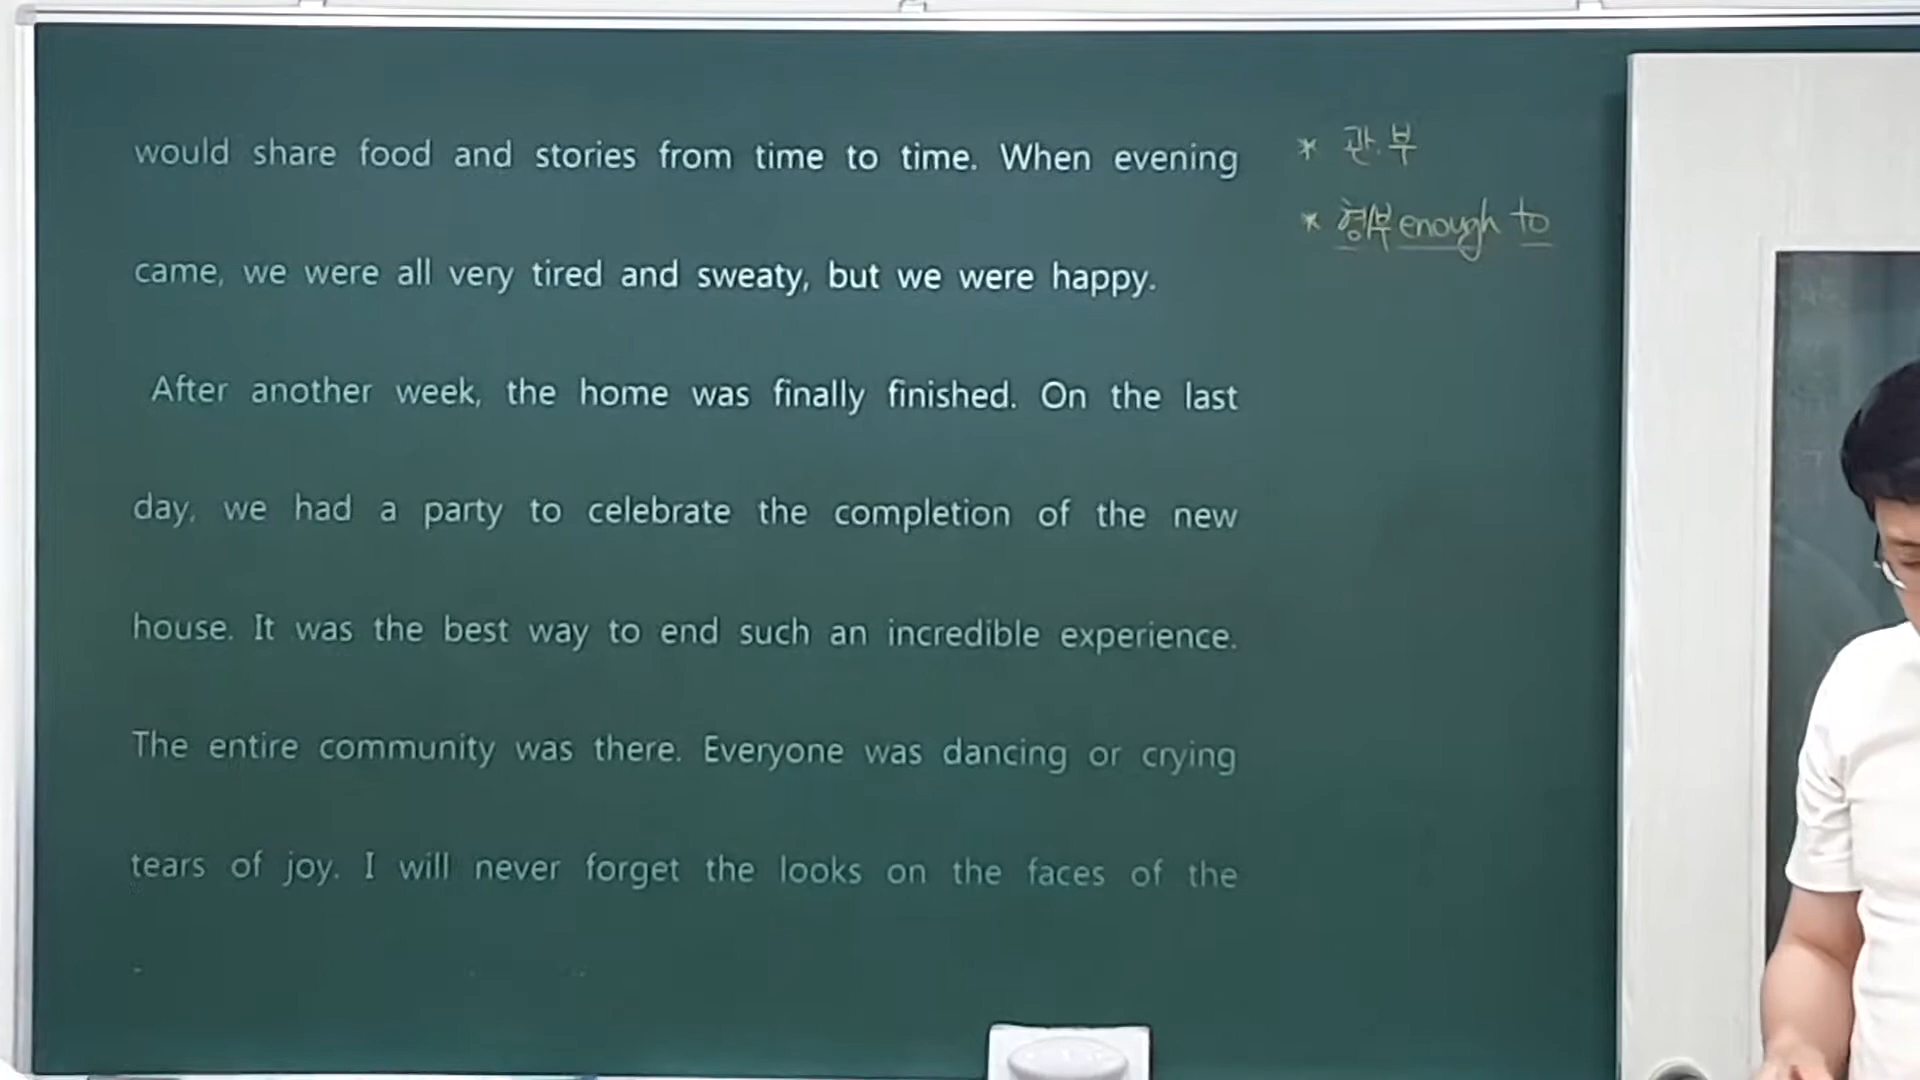 would share food and stories from time to time. When evening
came, we were all very tired and sweaty, but we were happy.
After another week, the home was finally finished. On the last
day, we had a party to celebrate the completion of the new
house. It was the best way to end such an incredible experience.
The entire community was there. Everyone was dancing or crying
tears of joy. I will never forget the looks on the faces of the
* 관.부
* 형부 enough to